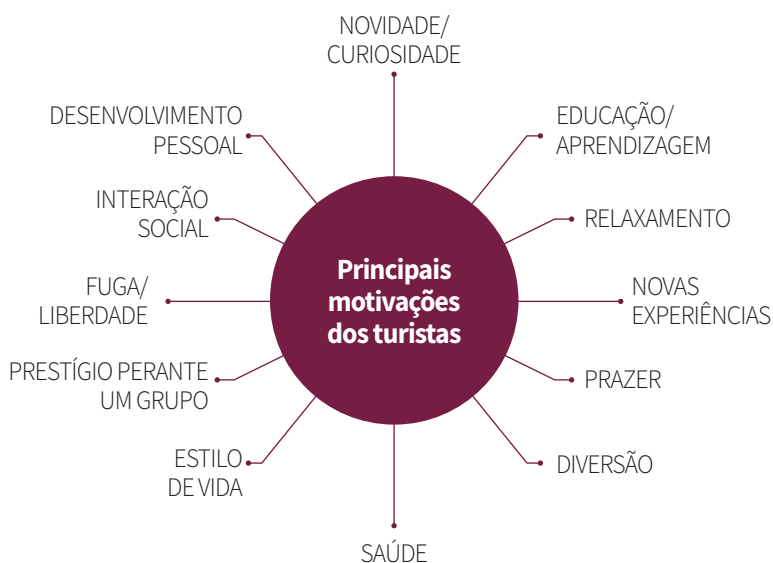 NOVIDADE/
CURIOSIDADE
EDUCAÇÃO/
APRENDIZAGEM
RELAXAMENTO
NOVAS
EXPERIÊNCIAS
PRAZER
DIVERSÃO
SAÚDE
ESTILO
DE VIDA
PRESTÍGIO PERANTE
UM GRUPO
FUGA/
LIBERDADE
INTERAÇÃO
SOCIAL
DESENVOLVIMENTO
PESSOAL
Principais
motivações
dos turistas